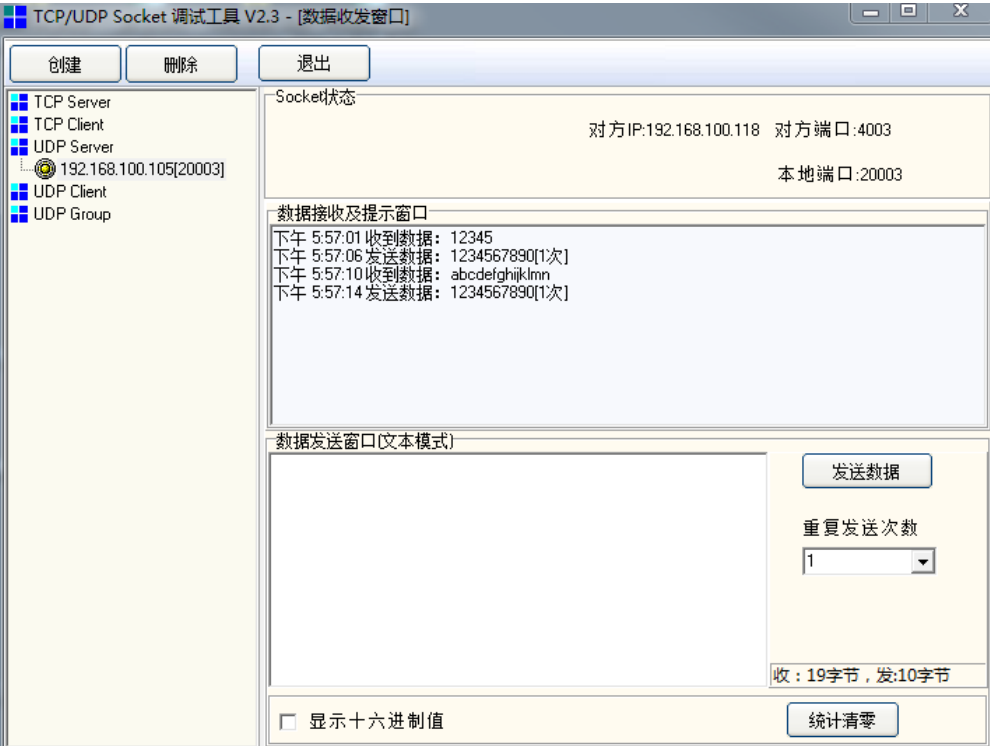 TCP/UDP Socket 调试工具 V2.3 - [数据收发窗口]
创建 删除 退出
TCP Server
TCP Client
UDP Server
192.168.100.105[20003]
UDP Client
UDP Group
Socket状态
对方IP:192.168.100.118 对方端口:4003
本地端口:20003
数据接收及提示窗口
下午 5:57:01 收到数据：12345
下午 5:57:06 发送数据：1234567890[1次]
下午 5:57:10 收到数据：abcdefghijklmn
下午 5:57:14 发送数据：1234567890[1次]
数据发送窗口(文本模式)
发送数据
重复发送次数
1
收：19字节，发:10字节
显示十六进制值
统计清零